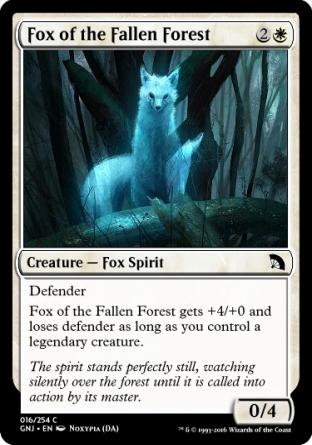 Fox of the Fallen Forest 2
Creature — Fox Spirit
Defender
Fox of the Fallen Forest gets +4/+0 and
loses defender as long as you control a
legendary creature.
The spirit stands perfectly still, watching
silently over the forest until it is called into
action by its master.
016/254 C
GNJ • EN NOXYPIA (DA)
™ & © 1993-2016 Wizards of the Coast
0/4